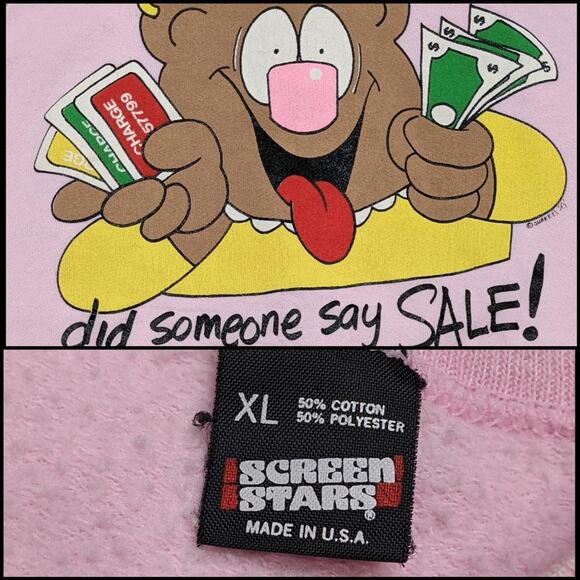 CHARGE
57799
CHARGE
$
$
$
$
did someone say SALE!
XL
50% COTTON
50% POLYESTER
SCREEN
STARS®
MADE IN U.S.A.